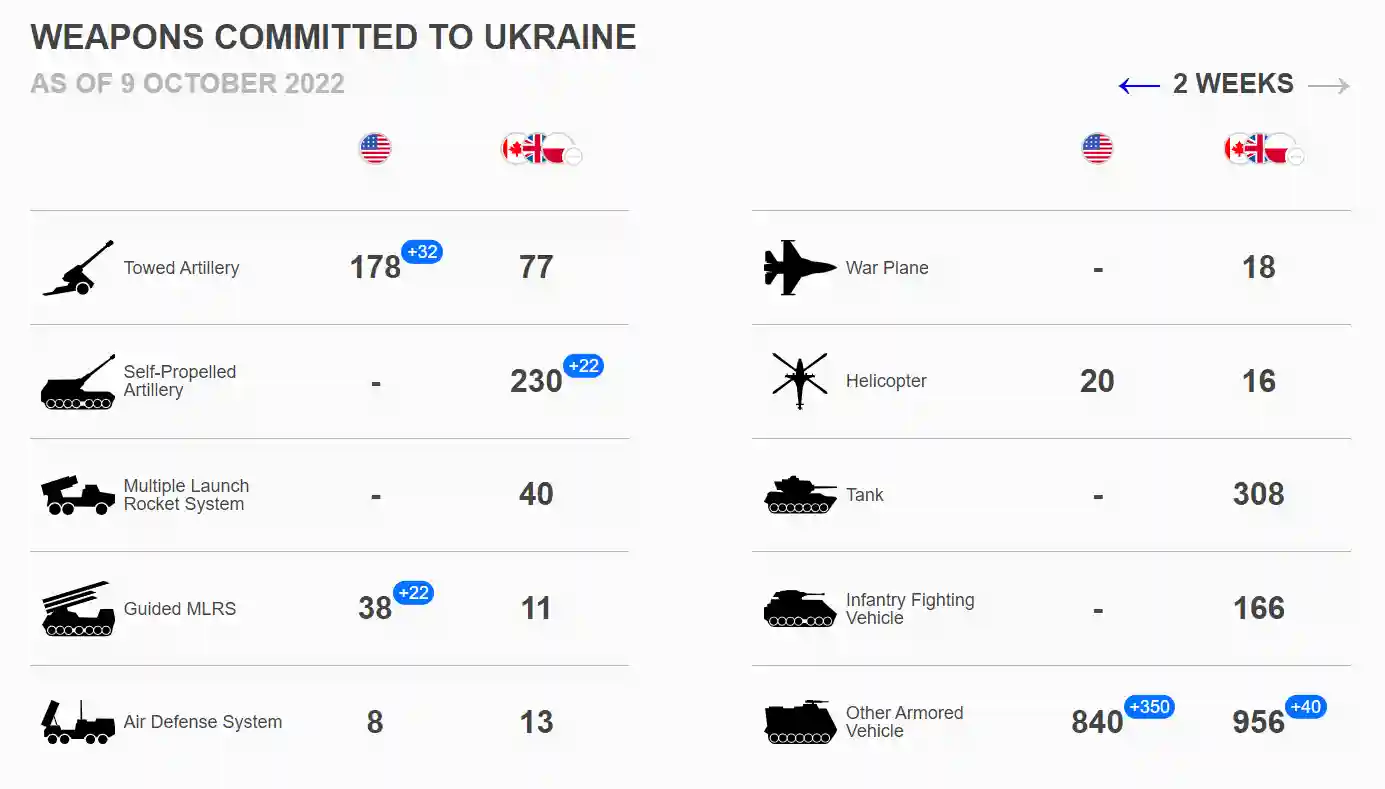 WEAPONS COMMITTED TO UKRAINE
AS OF 9 OCTOBER 2022
2 WEEKS
Towed Artillery 178 +32 77
Self-Propelled
Artillery - 230 +22
Multiple Launch
Rocket System - 40
Guided MLRS 38 +22 11
Air Defense System 8 13
War Plane - 18
Helicopter 20 16
Tank - 308
Infantry Fighting
Vehicle - 166
Other Armored
Vehicle 840 +350 956 +40